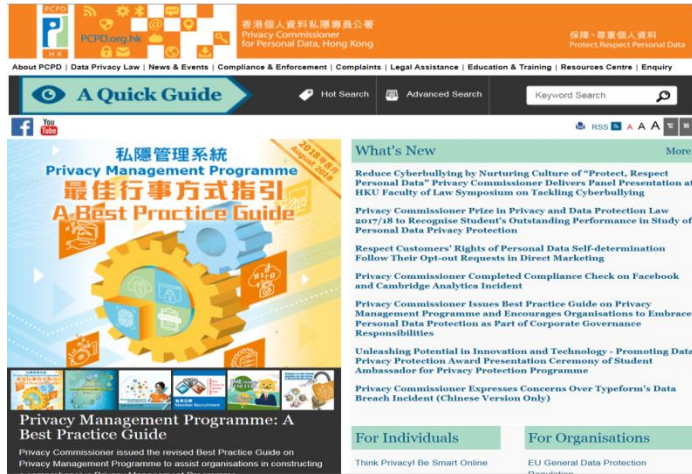 PCPD
H K
PCPD.org.hk
香港個人資料私隱專員公署
Privacy Commissioner
for Personal Data, Hong Kong
保障、尊重個人資料
Protect,Respect Personal Data
About PCPD | Data Privacy Law | News & Events | Compliance & Enforcement | Complaints | Legal Assistance | Education & Training | Resources Centre | Enquiry
A Quick Guide
Hot Search
Advanced Search
Keyword Search
You
Tube
RSS
A A A
私隱管理系統
Privacy Management Programme
最佳行事方式指引
A Best Practice Guide
2018年8月
August 2018
Privacy Management Programme: A
Best Practice Guide
Privacy Commissioner issued the revised Best Practice Guide on
Privacy Management Programme to assist organisations in constructing
What's New
More
Reduce Cyberbullying by Nurturing Culture of "Protect, Respect
Personal Data" Privacy Commissioner Delivers Panel Presentation at
HKU Faculty of Law Symposium on Tackling Cyberbullying
Privacy Commissioner Prize in Privacy and Data Protection Law
2017/18 to Recognise Student's Outstanding Performance in Study of
Personal Data Privacy Protection
Respect Customers' Rights of Personal Data Self-determination
Follow Their Opt-out Requests in Direct Marketing
Privacy Commissioner Completed Compliance Check on Facebook
and Cambridge Analytica Incident
Privacy Commissioner Issues Best Practice Guide on Privacy
Management Programme and Encourages Organisations to Embrace
Personal Data Protection as Part of Corporate Governance
Responsibilities
Unleashing Potential in Innovation and Technology - Promoting Data
Privacy Protection Award Presentation Ceremony of Student
Ambassador for Privacy Protection Programme
Privacy Commissioner Expresses Concerns Over Typeform's Data
Breach Incident (Chinese Version Only)
For Individuals
Think Privacy! Be Smart Online
For Organisations
EU General Data Protection
Regulation